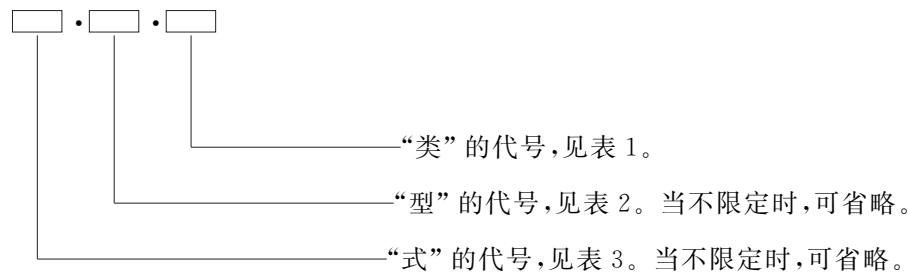 “类”的代号,见表 1。
“型”的代号,见表 2。当不限定时,可省略。
“式”的代号,见表 3。当不限定时,可省略。